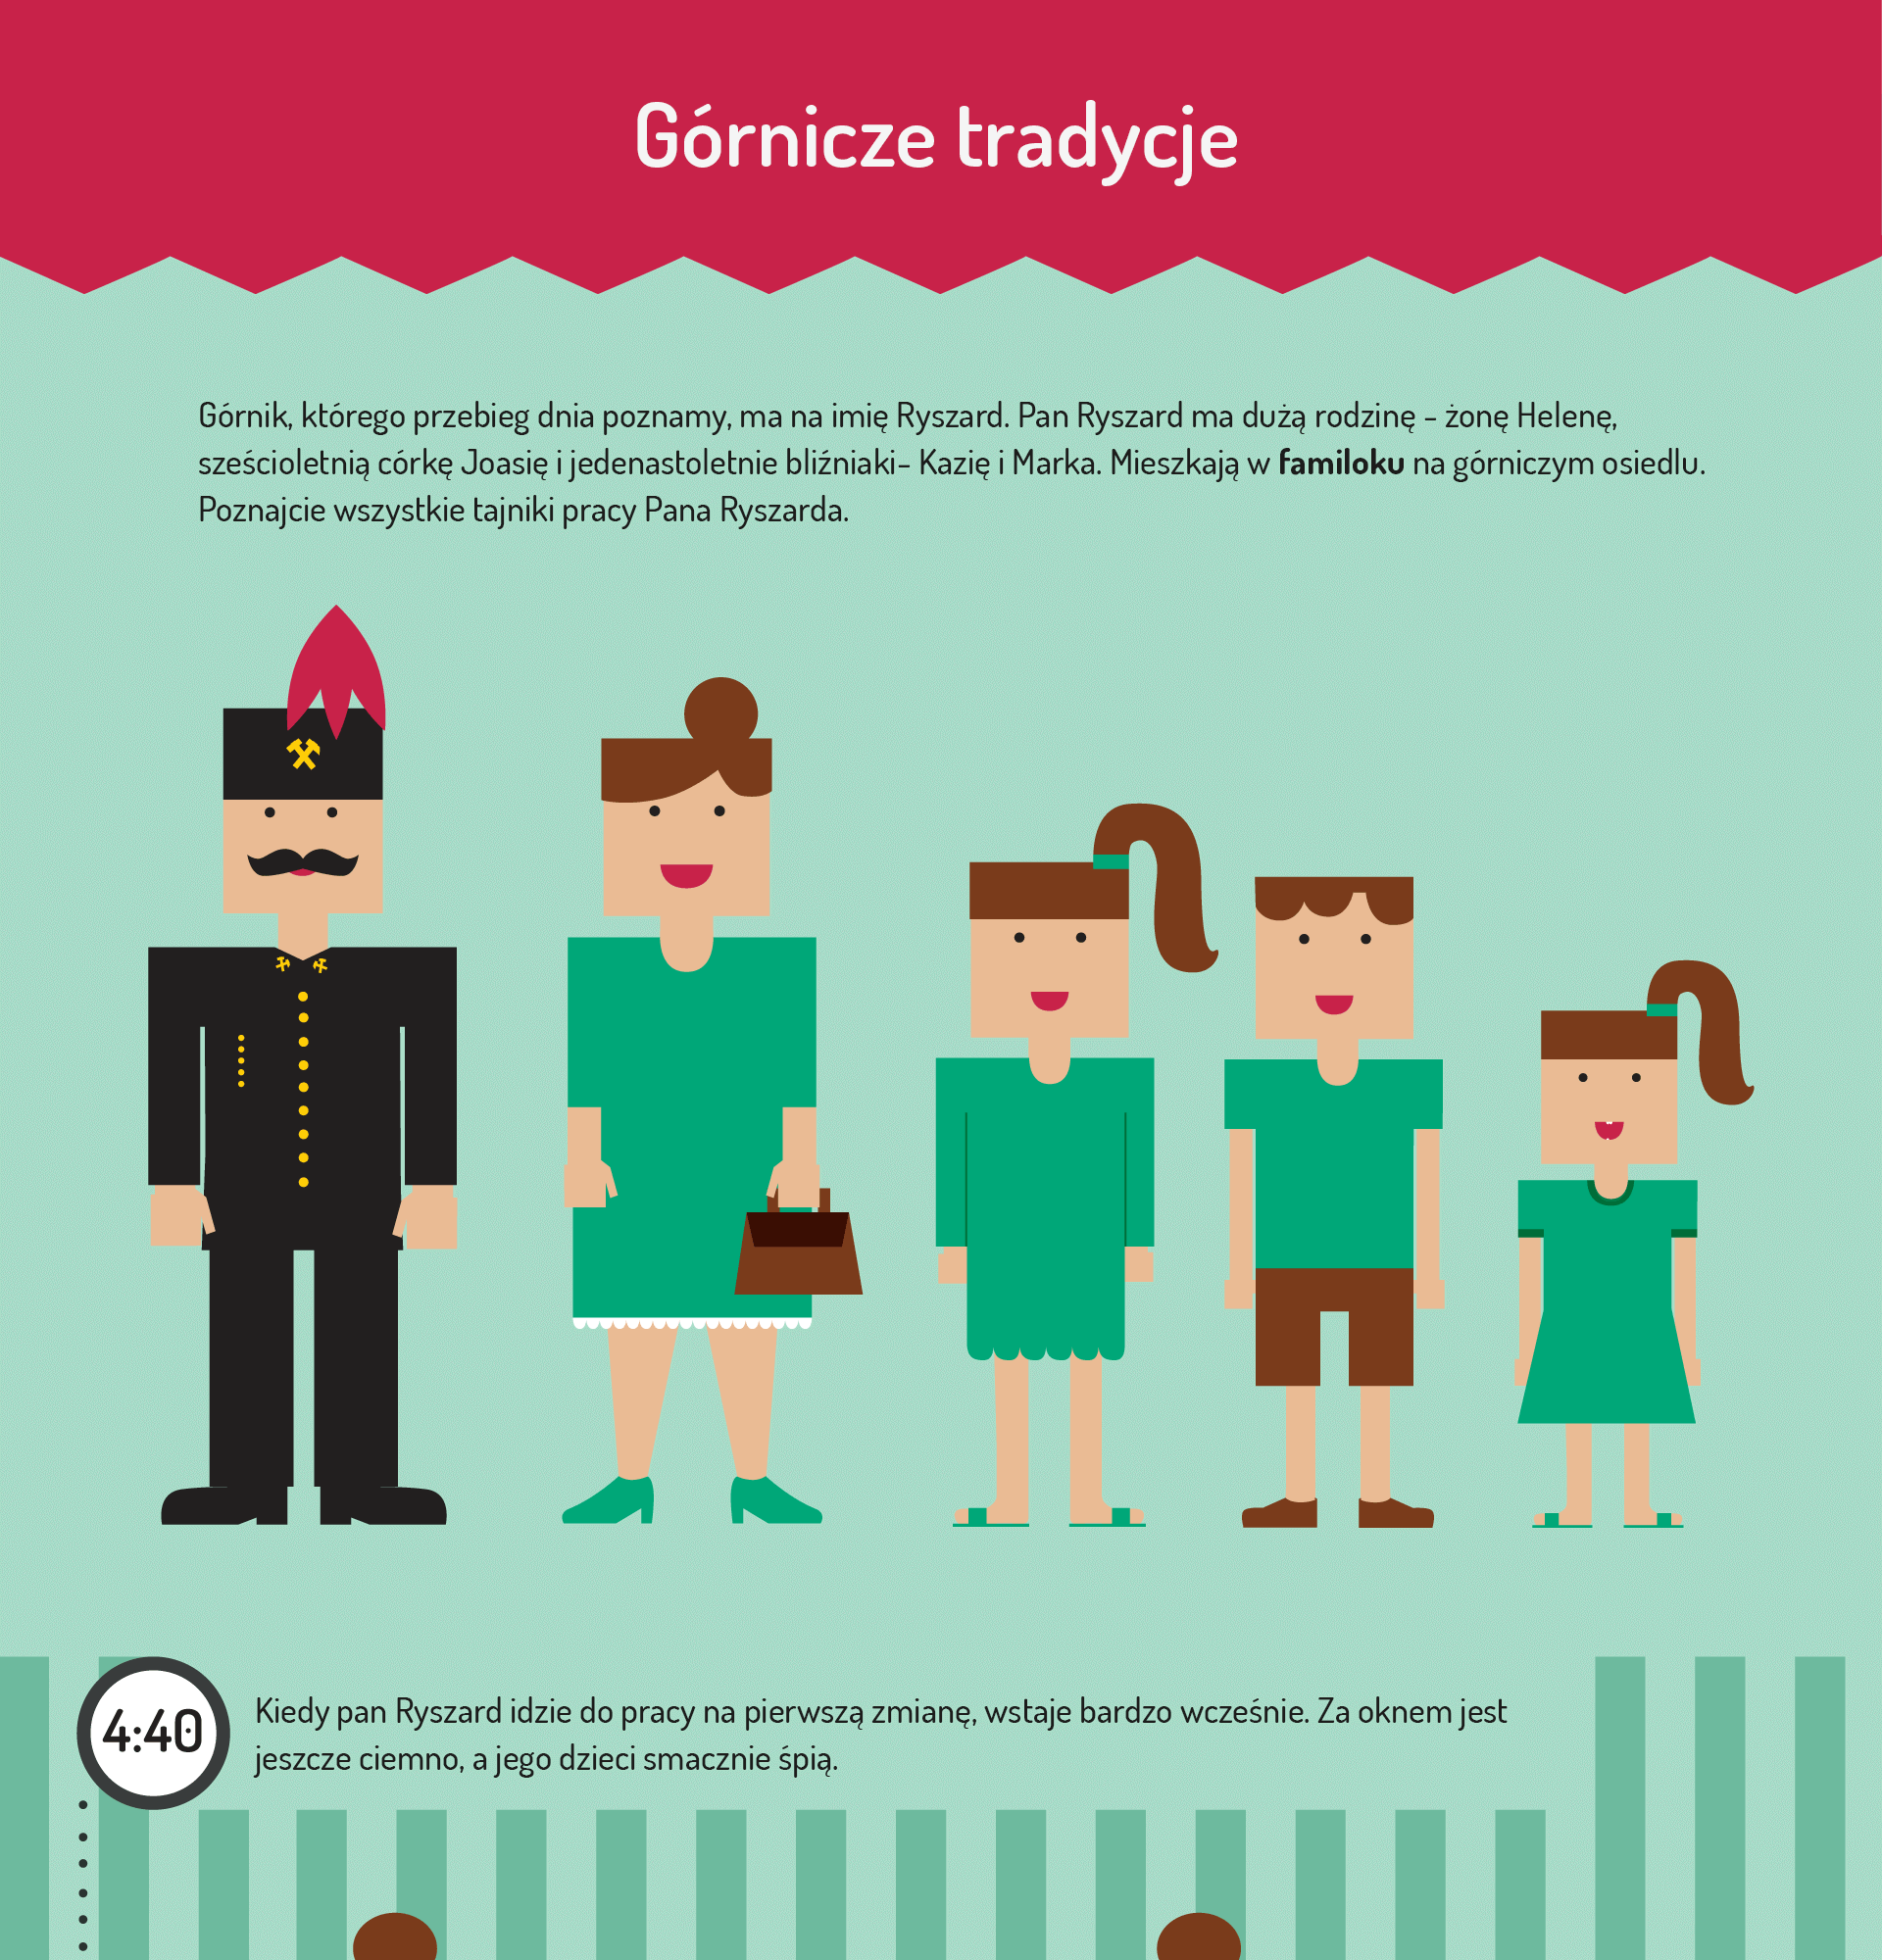 Górnicze tradycje
Górnik, którego przebieg dnia poznamy, ma na imię Ryszard. Pan Ryszard ma dużą rodzinę - żonę Helenę,
sześcioletnią córkę Joasię i jedenastoletnie bliźniaki- Kazię i Marka. Mieszkają w familoku na górniczym osiedlu.
Poznajcie wszystkie tajniki pracy Pana Ryszarda.
4:40
Kiedy pan Ryszard idzie do pracy na pierwszą zmianę, wstaje bardzo wcześnie. Za oknem jest
jeszcze ciemno, a jego dzieci smacznie śpią.